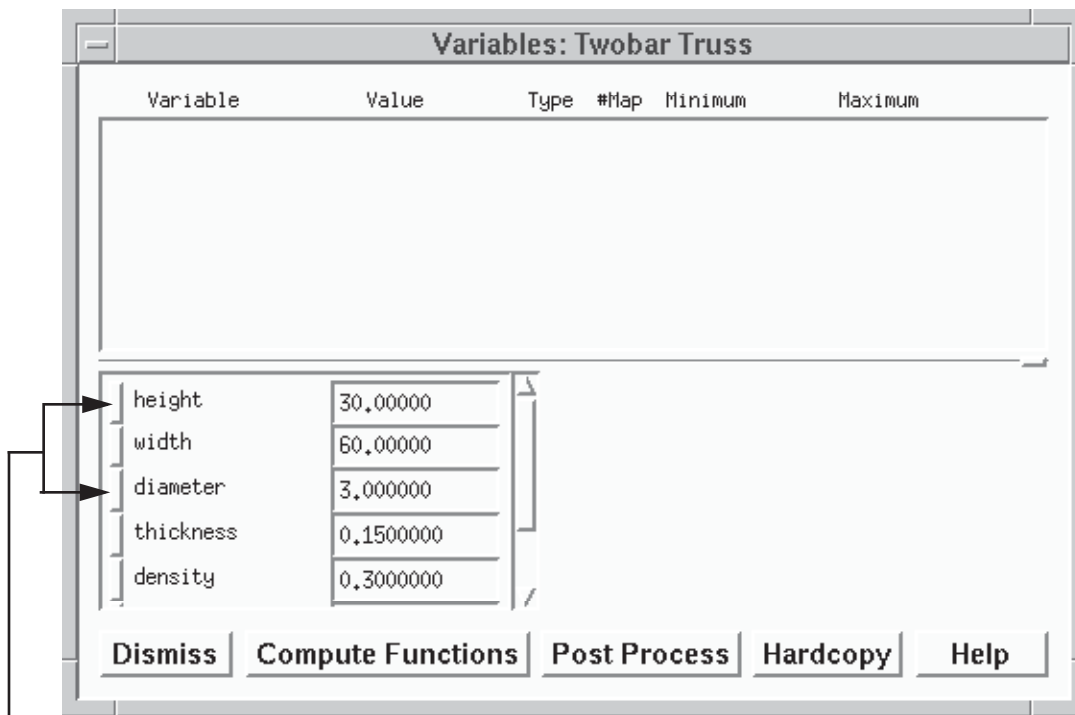 Variables: Twobar Truss
Variable Value Type #Map Minimum Maximum
height 30.00000
width 60.00000
diameter 3.000000
thickness 0.1500000
density 0.3000000
Dismiss Compute Functions Post Process Hardcopy Help